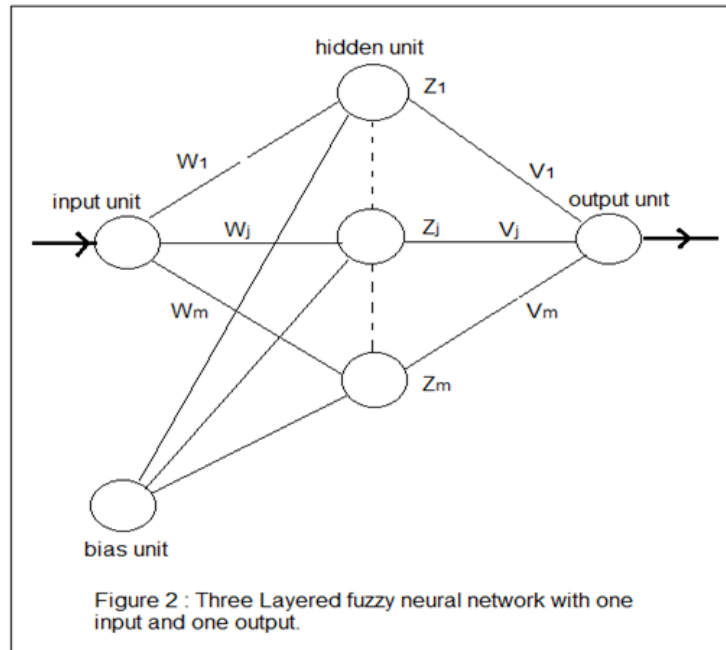 hidden unit
Z1
W1
V1
input unit
output unit
Wj
Zj
Vj
Wm
Vm
Zm
bias unit
Figure 2 : Three Layered fuzzy neural network with one
input and one output.